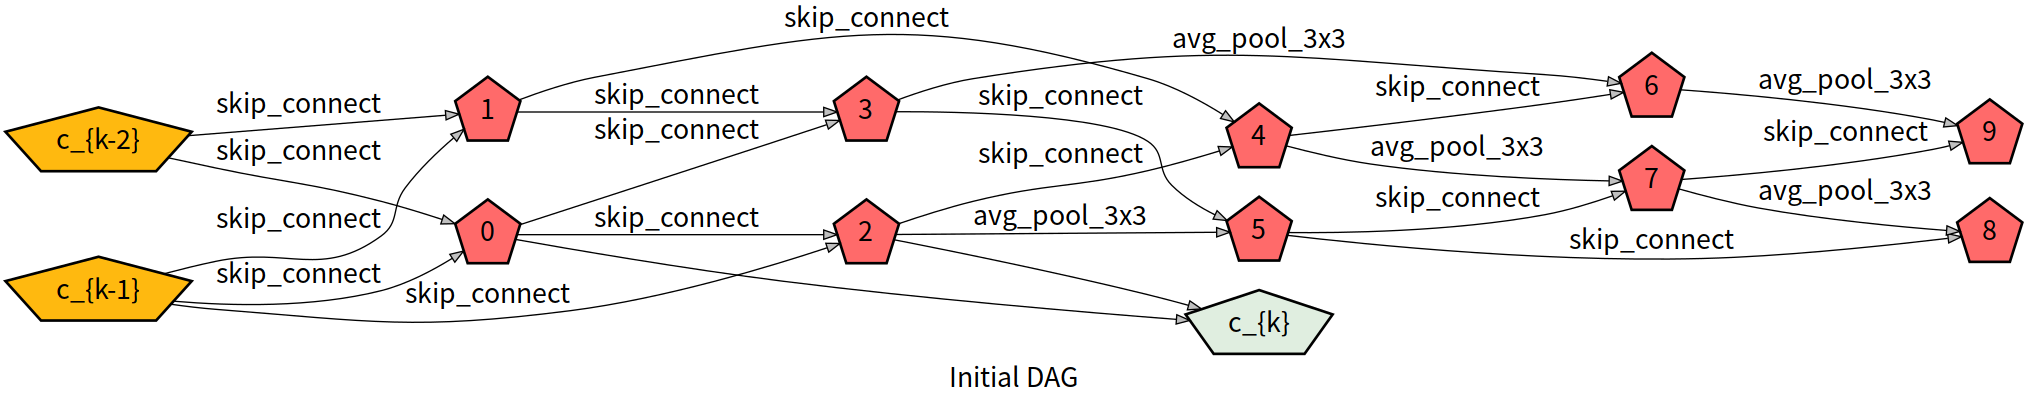 skip_connect
avg_pool_3x3
skip_connect
skip_connect
skip_connect
skip_connect
avg_pool_3x3
c_{k-2}
1
3
6
skip_connect
skip_connect
skip_connect
4
avg_pool_3x3
skip_connect
9
skip_connect
0
skip_connect
2
avg_pool_3x3
5
skip_connect
7
avg_pool_3x3
c_{k-1}
skip_connect
skip_connect
skip_connect
8
c_{k}
Initial DAG